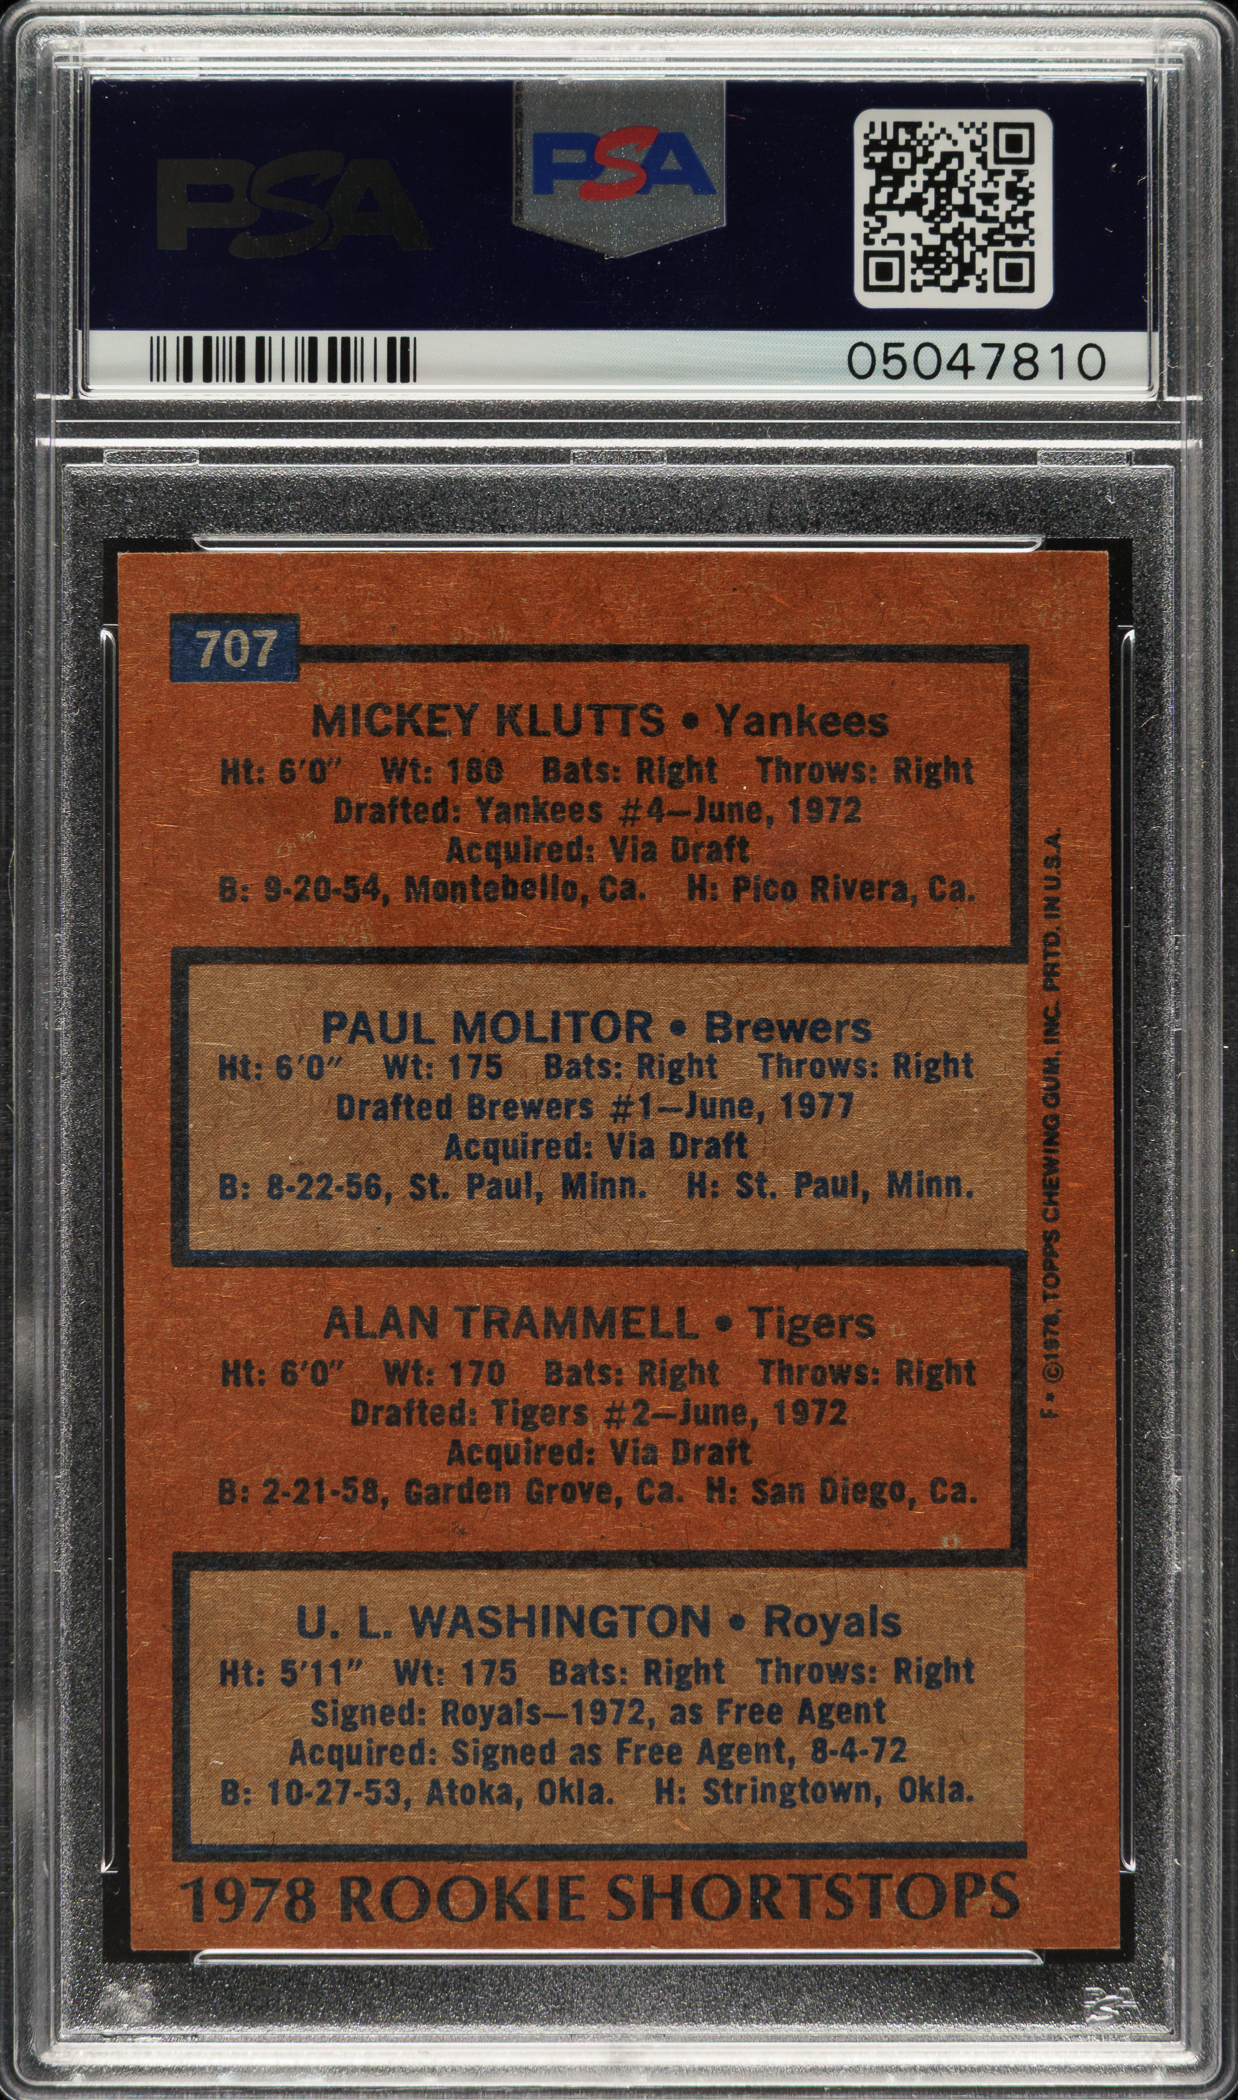 PSA
PSA
05047810
707
MICKEY KLUTTS • Yankees
Ht: 6'0" Wt: 180 Bats: Right Throws: Right
Drafted: Yankees #4—June, 1972
Acquired: Via Draft
B: 9-20-54, Montebello, Ca. H: Pico Rivera, Ca.
PAUL MOLITOR • Brewers
Ht: 6'0" Wt: 175 Bats: Right Throws: Right
Drafted Brewers #1—June, 1977
Acquired: Via Draft
B: 8-22-56, St. Paul, Minn. H: St. Paul, Minn.
ALAN TRAMMELL • Tigers
Ht: 6'0" Wt: 170 Bats: Right Throws: Right
Drafted: Tigers #2—June, 1972
Acquired: Via Draft
B: 2-21-58, Garden Grove, Ca. H: San Diego, Ca.
U. L. WASHINGTON • Royals
Ht: 5'11" Wt: 175 Bats: Right Throws: Right
Signed: Royals—1972, as Free Agent
Acquired: Signed as Free Agent, 8-4-72
B: 10-27-53, Atoka, Okla. H: Stringtown, Okla.
1978 ROOKIE SHORTSTOPS
F • ©1978, TOPPS CHEWING GUM, INC. PRTD. IN U.S.A.
PSA